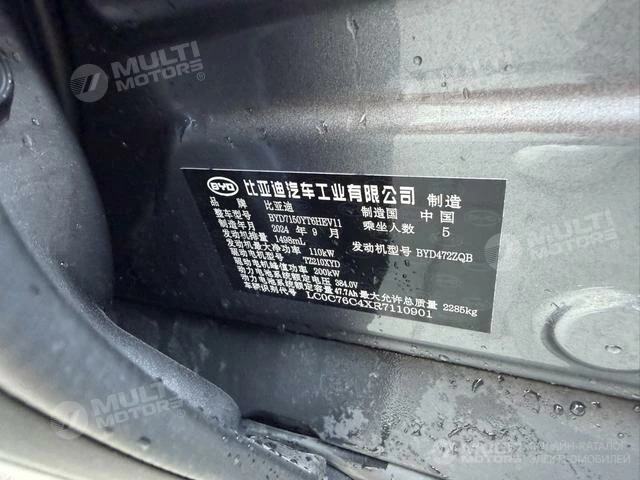 MULTI
MOTORS
BYD 比亚迪汽车工业有限公司 制造
品 牌 比亚迪 制造国 中国
整车型号 BYD7150YT6HEV11 乘坐人数 5
制造年月 2024 年 9 月
发动机排量 1498mL 发动机型号 BYD472ZQB
发动机最大净功率 110kW
驱动电机型号 TZ210XYD
驱动电机峰值功率 200kW
动力电池系统额定电压 384.0V
动力电池系统额定容量 47.7Ah 最大允许总质量 2285kg
车辆识别代号 LC0C76C4XR7110901
MULTI
MOTORS
MULTI
MOTORS
ОНЛАЙН-КАТАЛОГ
ЭЛЕКТРОМОБИЛЕЙ